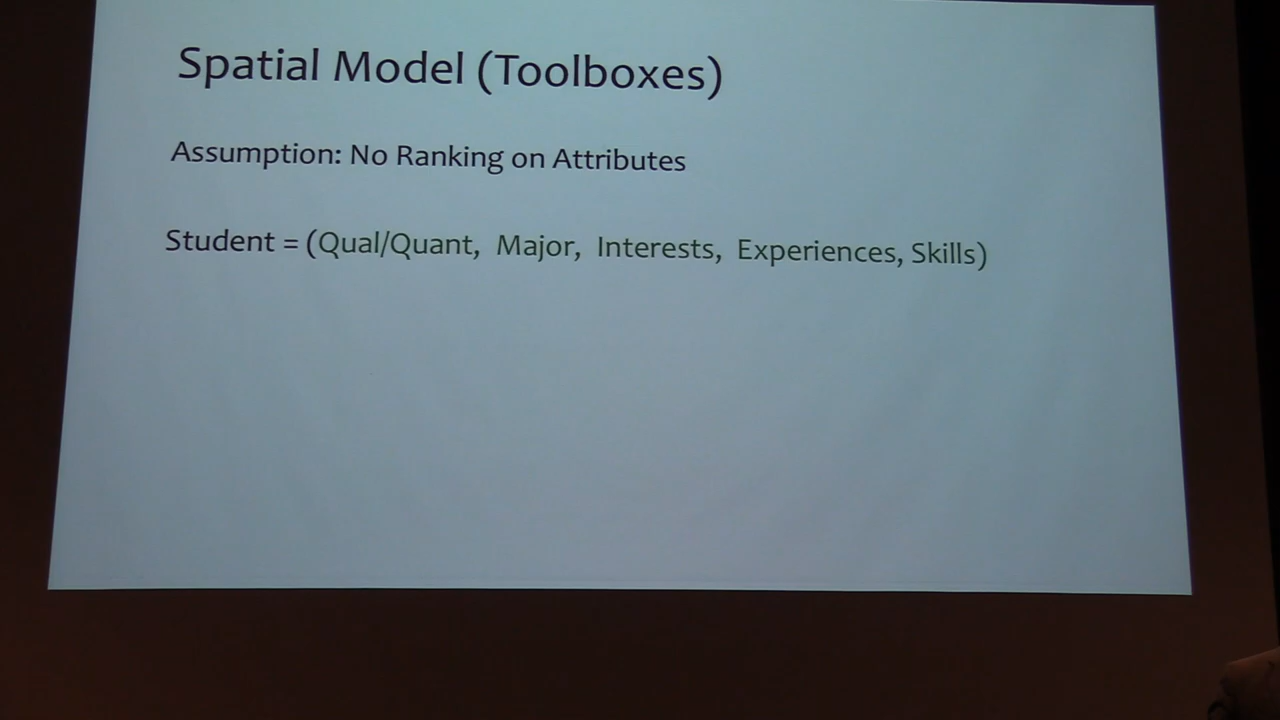 Spatial Model (Toolboxes)
Assumption: No Ranking on Attributes
Student = (Qual/Quant, Major, Interests, Experiences, Skills)